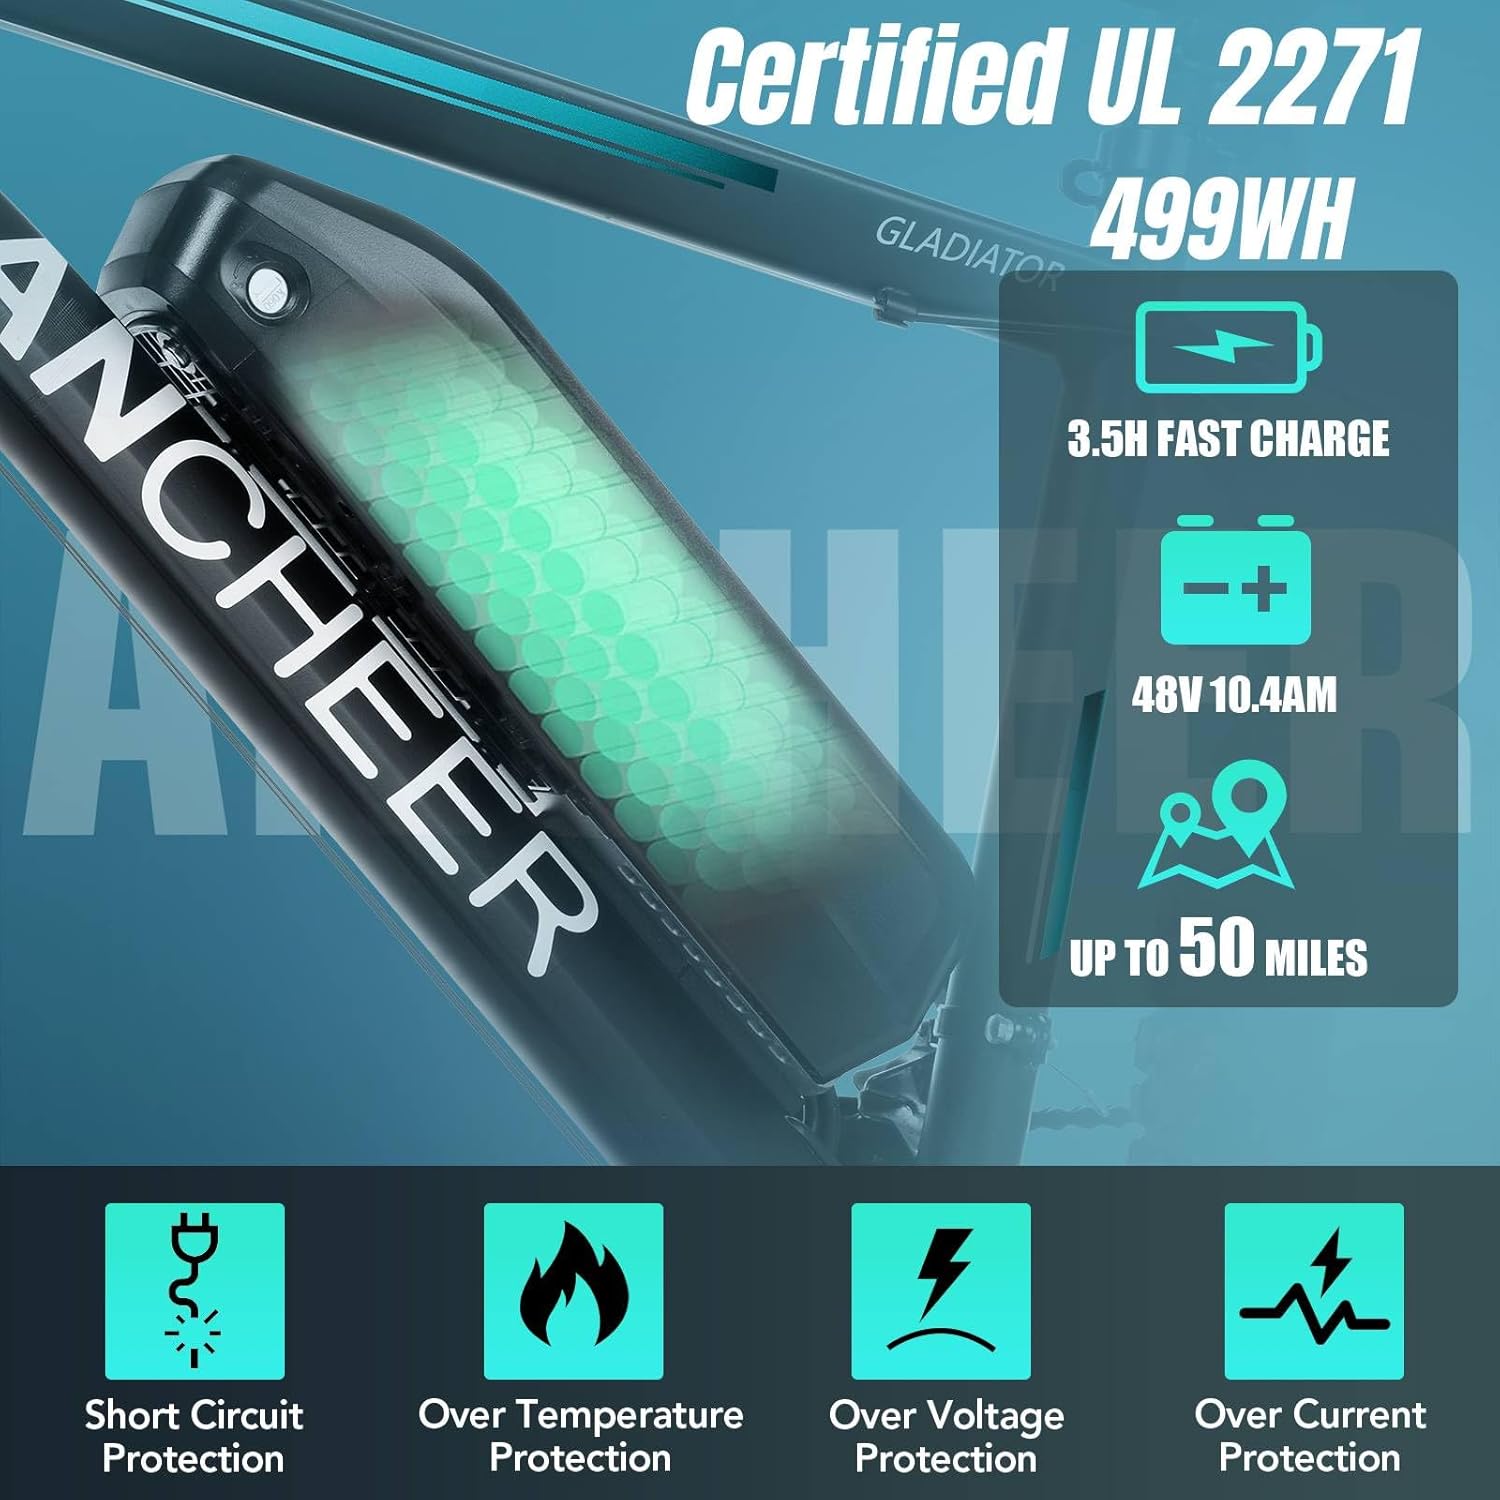 Certified UL 2271
499WH
GLADIATOR
ANCHEER
ANCHEER
3.5H FAST CHARGE
48V 10.4AM
UP TO 50 MILES
Short Circuit
Protection
Over Temperature
Protection
Over Voltage
Protection
Over Current
Protection